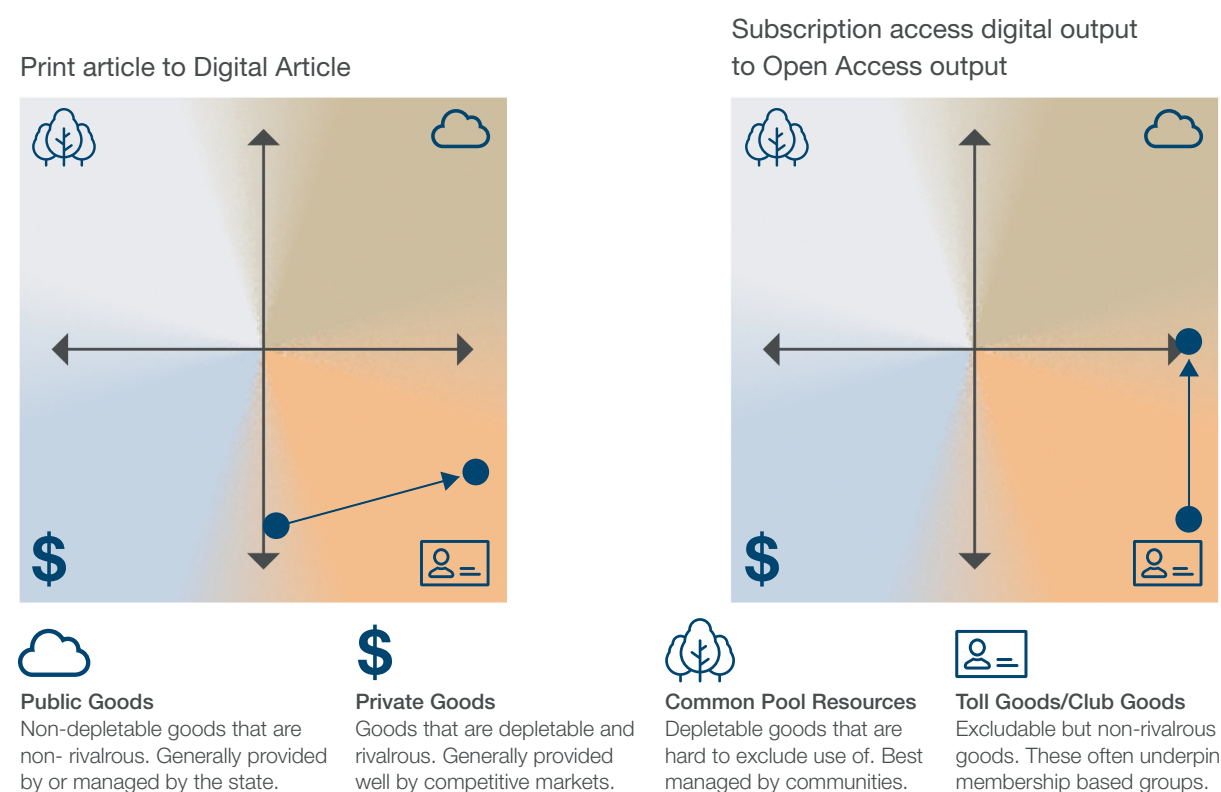 Print article to Digital Article
Subscription access digital output
to Open Access output
$
$
$
Public Goods
Non-depletable goods that are
non- rivalrous. Generally provided
by or managed by the state.
Private Goods
Goods that are depletable and
rivalrous. Generally provided
well by competitive markets.
Common Pool Resources
Depletable goods that are
hard to exclude use of. Best
managed by communities.
Toll Goods/Club Goods
Excludable but non-rivalrous
goods. These often underpin
membership based groups.